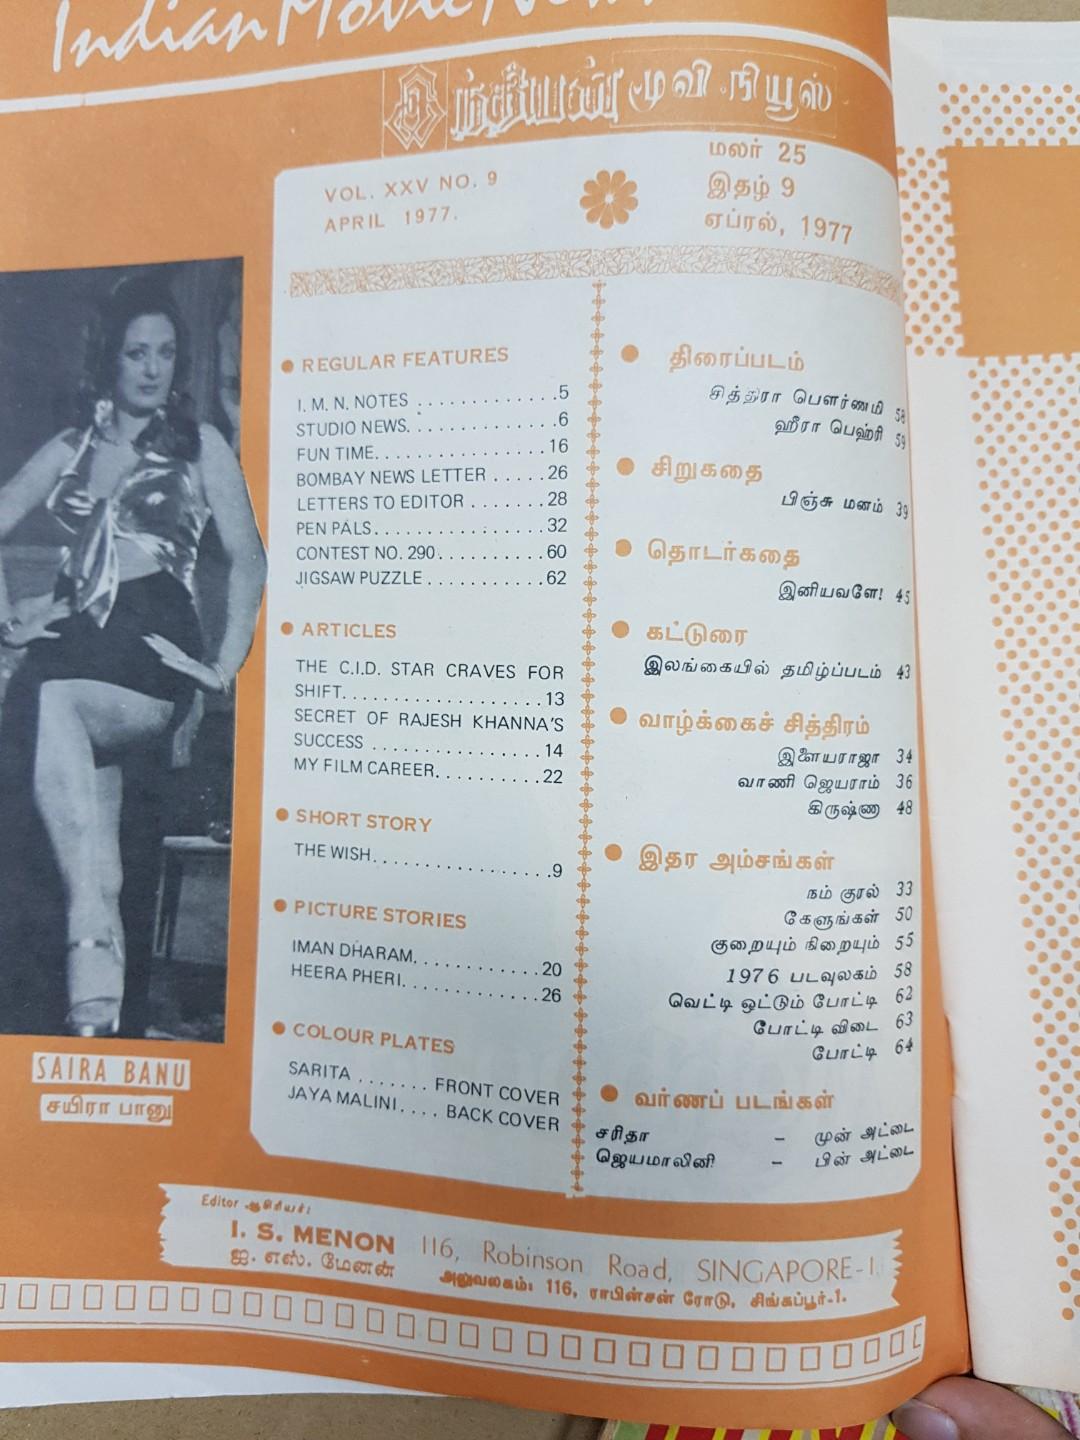 Indian Movie News
இந்தியன் மூவி நியூஸ்
VOL. XXV NO. 9
APRIL 1977.
மலர் 25
இதழ் 9
ஏப்ரல், 1977
REGULAR FEATURES
I. M. N. NOTES .............5
STUDIO NEWS. ............6
FUN TIME. ................16
BOMBAY NEWS LETTER .....26
LETTERS TO EDITOR .......28
PEN PALS. ................32
CONTEST NO. 290. .........60
JIGSAW PUZZLE ...........62
ARTICLES
THE C.I.D. STAR CRAVES FOR
SHIFT. ...................13
SECRET OF RAJESH KHANNA'S
SUCCESS ................14
MY FILM CAREER. .........22
SHORT STORY
THE WISH. ...............9
PICTURE STORIES
IMAN DHARAM. ...........20
HEERA PHERI. ............26
COLOUR PLATES
SARITA ....... FRONT COVER
JAYA MALINI .... BACK COVER
திரைப்படம்
சித்திரா பௌர்ணமி 58
ஹீரா பெஹ்ரி 59
சிறுகதை
பிஞ்சு மனம் 39
தொடர்கதை
இனியவளே! 45
கட்டுரை
இலங்கையில் தமிழ்ப்படம் 43
வாழ்க்கைச் சித்திரம்
இளையராஜா 34
வாணி ஜெயராம் 36
கிருஷ்ண 48
இதர அம்சங்கள்
நம் குரல் 33
கேளுங்கள் 50
குறையும் நிறையும் 55
1976 படவுலகம் 58
வெட்டி ஒட்டும் போட்டி 62
போட்டி விடை 63
போட்டி 64
வர்ணப் படங்கள்
சரிதா – முன் அட்டை
ஜெயமாலினி – பின் அட்டை
SAIRA BANU
சயிரா பானு
Editor ஆசிரியர்:
I. S. MENON
ஐ. எஸ். மேனன்
116, Robinson Road, SINGAPORE-1.
அலுவலகம்: 116, ராபின்சன் ரோடு, சிங்கப்பூர்-1.